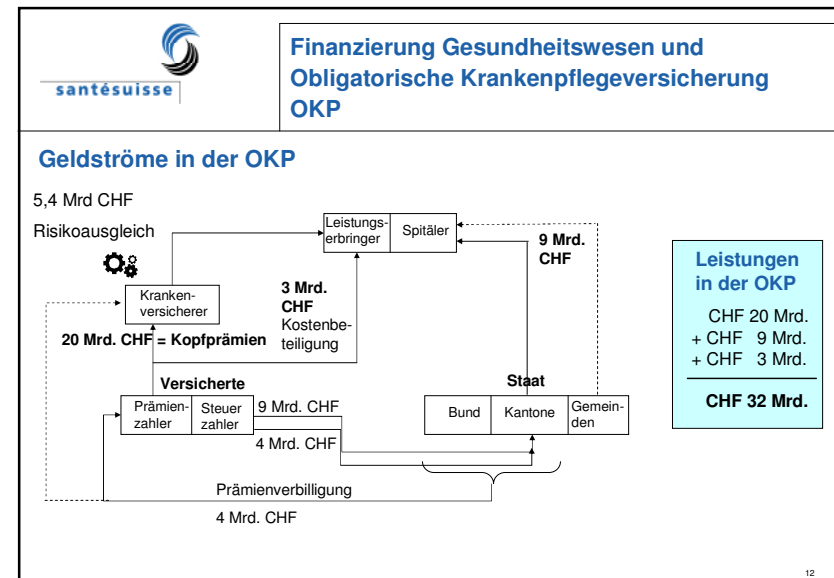 santésuisse
Finanzierung Gesundheitswesen und
Obligatorische Krankenpflegeversicherung
OKP
Geldströme in der OKP
5,4 Mrd CHF
Risikoausgleich
Leistungs-
erbringer
Spitäler
9 Mrd.
CHF
Kranken-
versicherer
3 Mrd.
CHF
Kostenbe-
teiligung
20 Mrd. CHF = Kopfprämien
Versicherte
Prämien-
zahler
Steuer
zahler
9 Mrd. CHF
4 Mrd. CHF
Staat
Bund
Kantone
Gemein-
den
Prämienverbilligung
4 Mrd. CHF
Leistungen
in der OKP
CHF 20 Mrd.
+ CHF 9 Mrd.
+ CHF 3 Mrd.
CHF 32 Mrd.
12